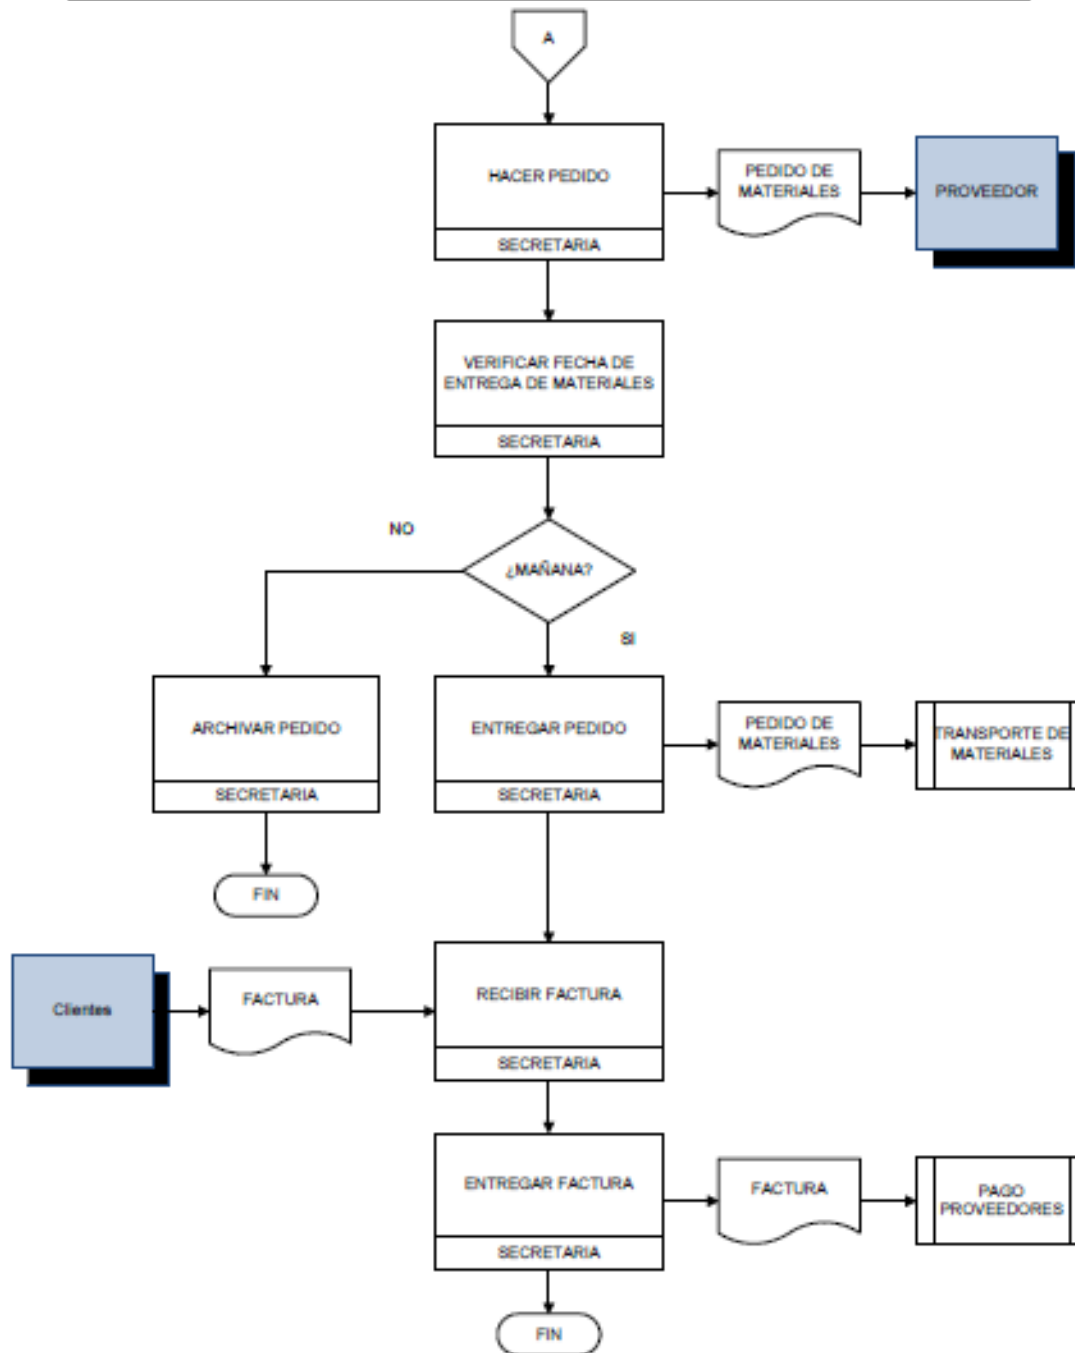 A
HACER PEDIDO
SECRETARIA
PEDIDO DE
MATERIALES
PROVEEDOR
VERIFICAR FECHA DE
ENTREGA DE MATERIALES
SECRETARIA
NO
¿MAÑANA?
SI
ARCHIVAR PEDIDO
SECRETARIA
ENTREGAR PEDIDO
SECRETARIA
PEDIDO DE
MATERIALES
TRANSPORTE DE
MATERIALES
FIN
Clientes
FACTURA
RECIBIR FACTURA
SECRETARIA
ENTREGAR FACTURA
SECRETARIA
FACTURA
PAGO
PROVEEDORES
FIN